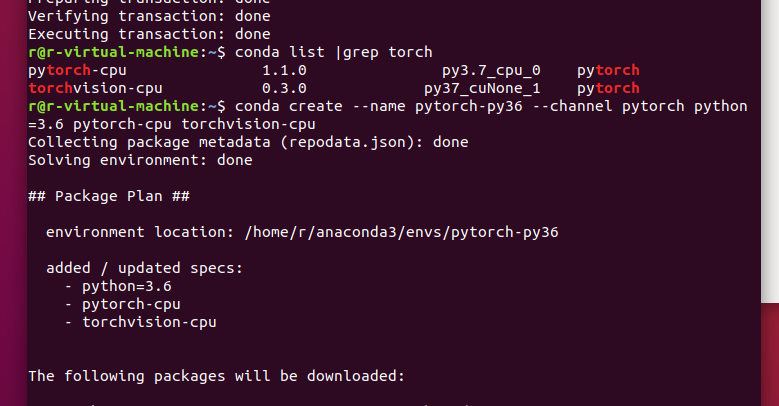 Preparing transaction: done
Verifying transaction: done
Executing transaction: done
r@r-virtual-machine:~$ conda list |grep torch
pytorch-cpu 1.1.0 py3.7_cpu_0 pytorch
torchvision-cpu 0.3.0 py37_cuNone_1 pytorch
r@r-virtual-machine:~$ conda create --name pytorch-py36 --channel pytorch python
=3.6 pytorch-cpu torchvision-cpu
Collecting package metadata (repodata.json): done
Solving environment: done
## Package Plan ##
environment location: /home/r/anaconda3/envs/pytorch-py36
added / updated specs:
- python=3.6
- pytorch-cpu
- torchvision-cpu
The following packages will be downloaded: